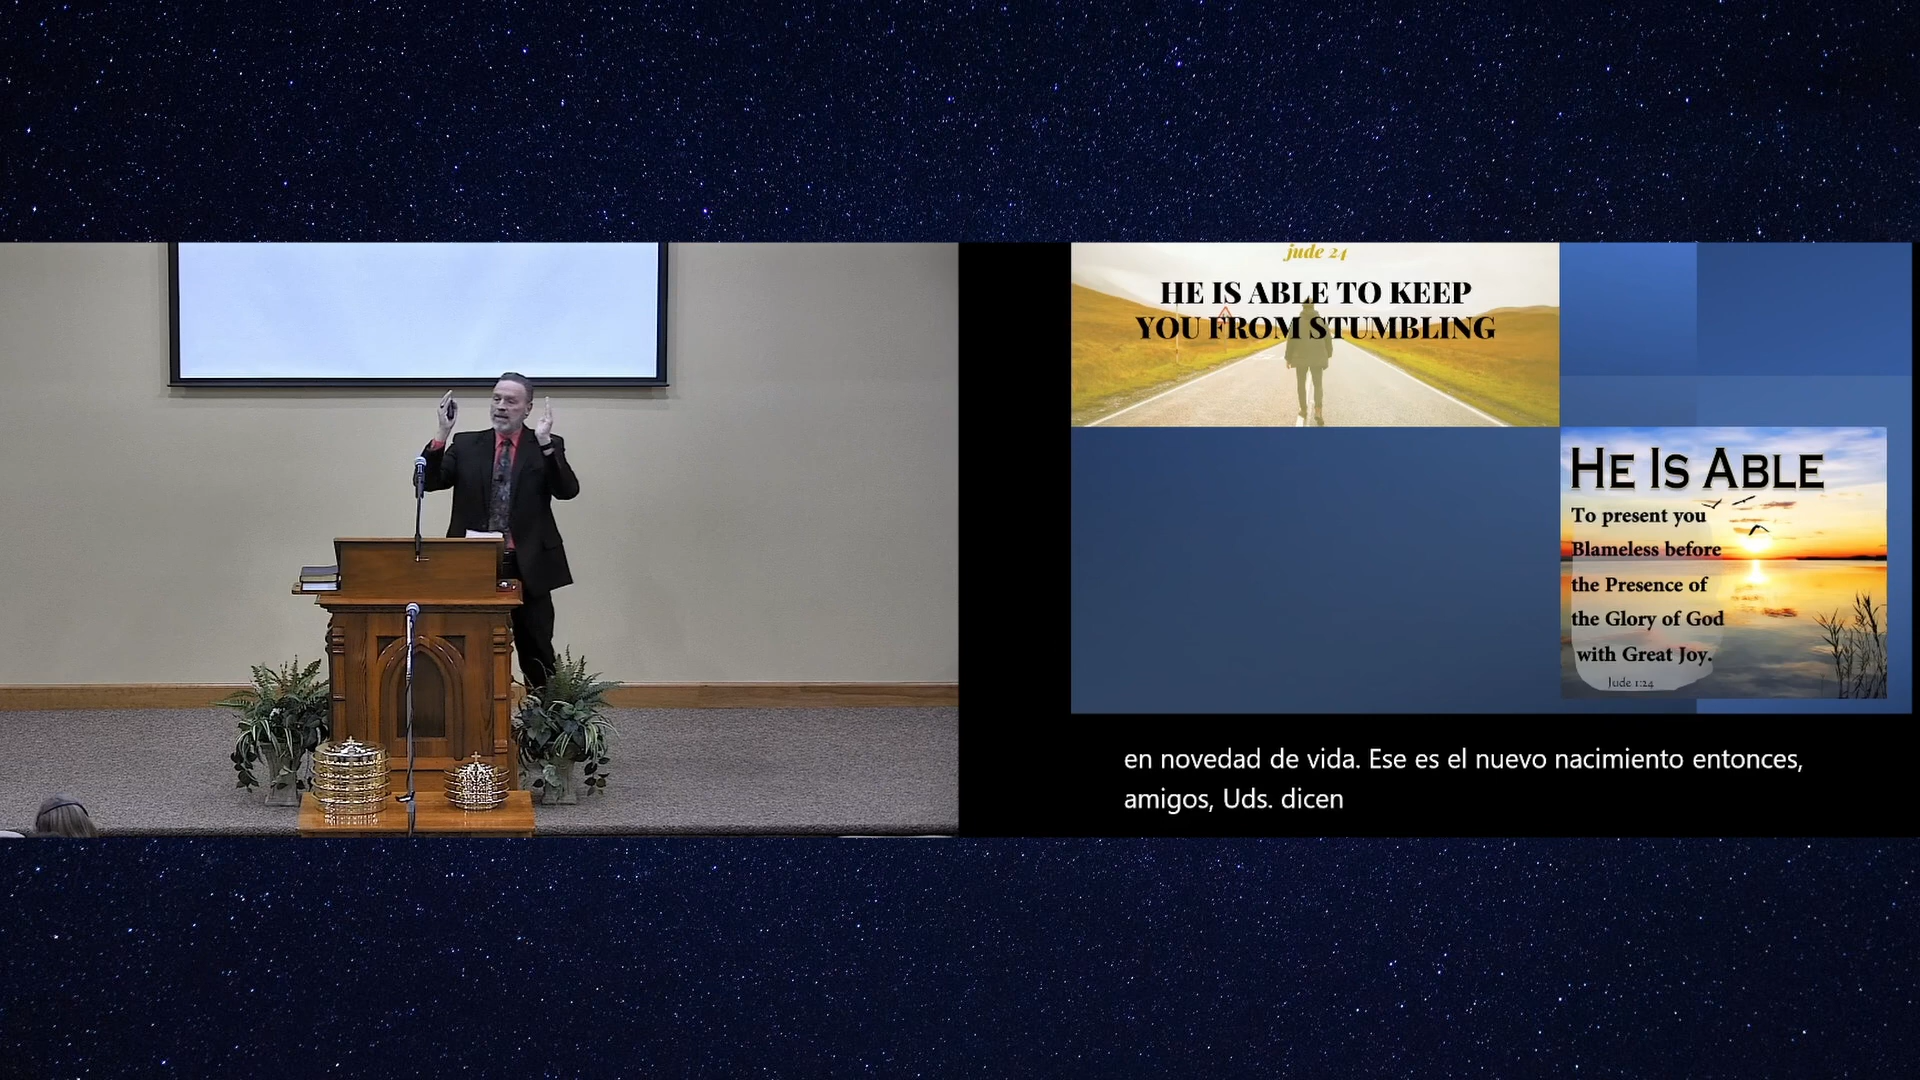 jude 24
HE IS ABLE TO KEEP
YOU FROM STUMBLING
HE IS ABLE
To present you
Blameless before
the Presence of
the Glory of God
with Great Joy.
Jude 1:24
en novedad de vida. Ese es el nuevo nacimiento entonces,
amigos, Uds. dicen